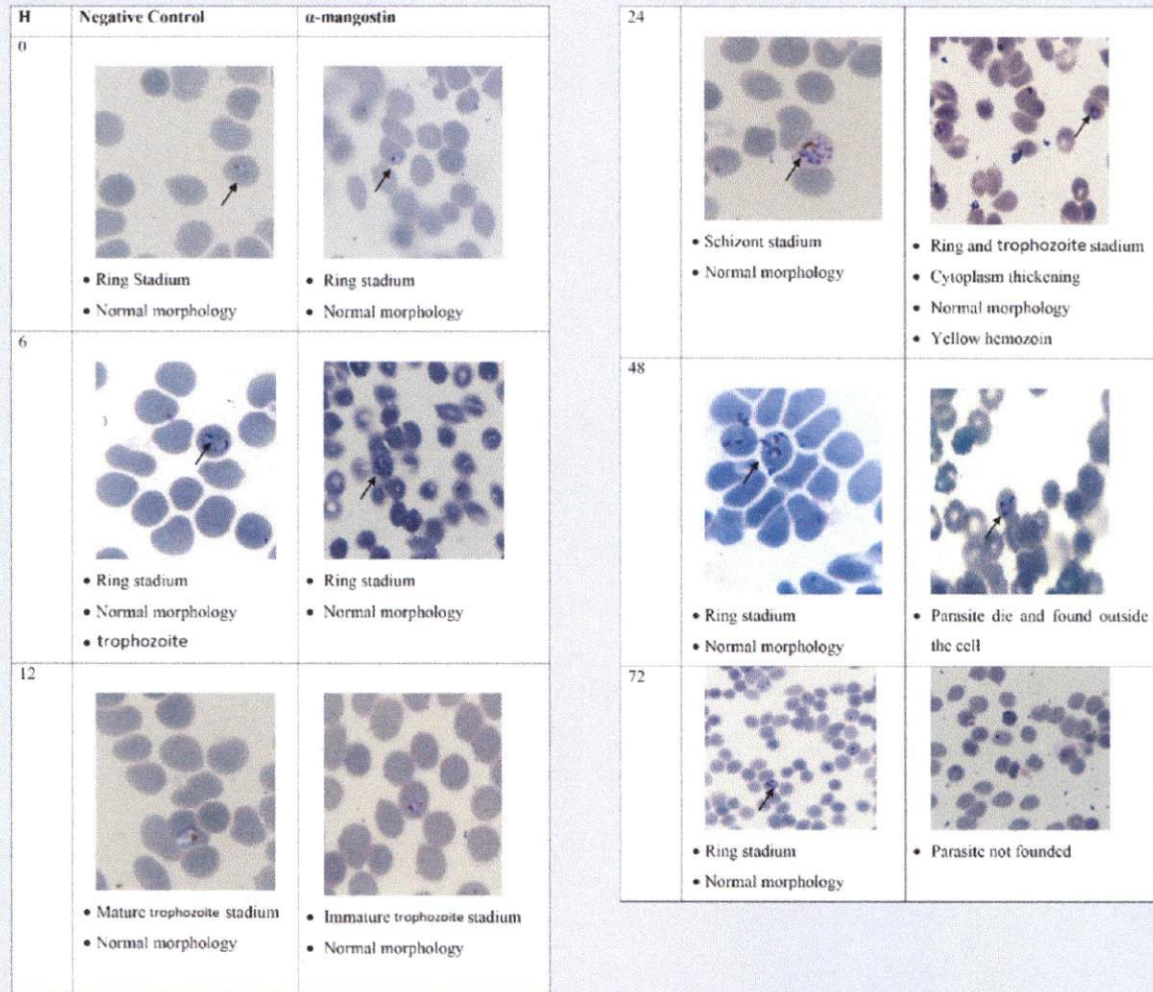 H Negative Control α-mangostin
0
• Ring Stadium
• Normal morphology
• Ring stadium
• Normal morphology
6
• Ring stadium
• Normal morphology
• trophozoite
• Ring stadium
• Normal morphology
12
• Mature trophozoite stadium
• Normal morphology
• Immature trophozoite stadium
• Normal morphology
24
• Schizont stadium
• Normal morphology
• Ring and trophozoite stadium
• Cytoplasm thickening
• Normal morphology
• Yellow hemozoin
48
• Ring stadium
• Normal morphology
• Parasite die and found outside
the cell
72
• Ring stadium
• Normal morphology
• Parasite not founded